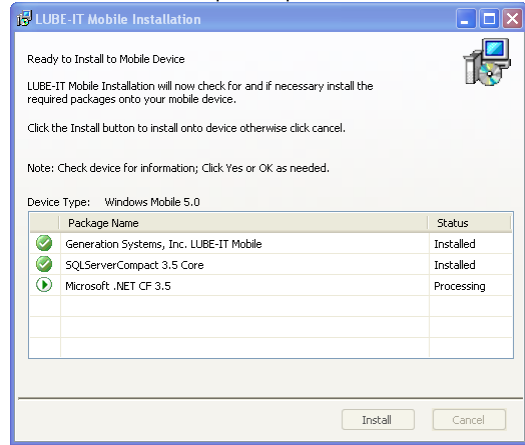 LUBE-IT Mobile Installation
Ready to Install to Mobile Device
LUBE-IT Mobile Installation will now check for and if necessary install the
required packages onto your mobile device.
Click the Install button to install onto device otherwise click cancel.
Note: Check device for information; Click Yes or OK as needed.
Device Type: Windows Mobile 5.0
Package Name Status
Generation Systems, Inc. LUBE-IT Mobile Installed
SQLServerCompact 3.5 Core Installed
Microsoft .NET CF 3.5 Processing
Install Cancel